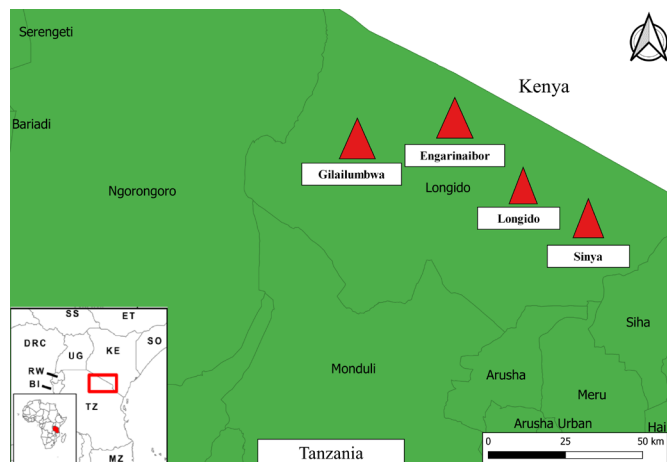 Serengeti
Kenya
Bariadi
Engarinaibor
Gilailumbwa
Ngorongoro
Longido
Longido
Sinya
Siha
SS
ET
DRC
UG
KE
SO
RW
BI
TZ
MZ
Monduli
Arusha
Meru
Arusha Urban
Hai
Tanzania
0
25
50 km